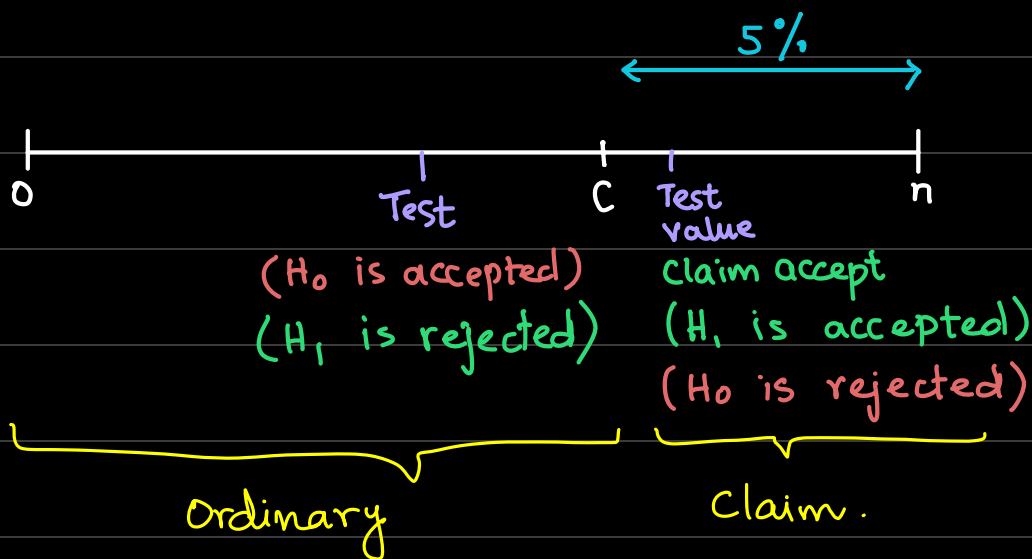 5%
0 Test C Test value n
(H₀ is accepted) claim accept
(H₁ is rejected) (H₁ is accepted)
(H₀ is rejected)
Ordinary Claim.